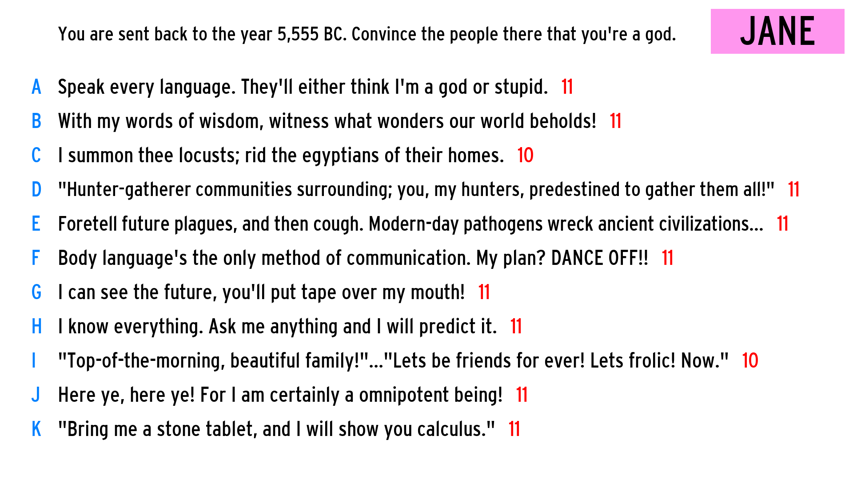 You are sent back to the year 5,555 BC. Convince the people there that you're a god.
JANE
A Speak every language. They'll either think I'm a god or stupid. 11
B With my words of wisdom, witness what wonders our world beholds! 11
C I summon thee locusts; rid the egyptians of their homes. 10
D "Hunter-gatherer communities surrounding; you, my hunters, predestined to gather them all!" 11
E Foretell future plagues, and then cough. Modern-day pathogens wreck ancient civilizations... 11
F Body language's the only method of communication. My plan? DANCE OFF!! 11
G I can see the future, you'll put tape over my mouth! 11
H I know everything. Ask me anything and I will predict it. 11
I "Top-of-the-morning, beautiful family!"..."Lets be friends for ever! Lets frolic! Now." 10
J Here ye, here ye! For I am certainly a omnipotent being! 11
K "Bring me a stone tablet, and I will show you calculus." 11